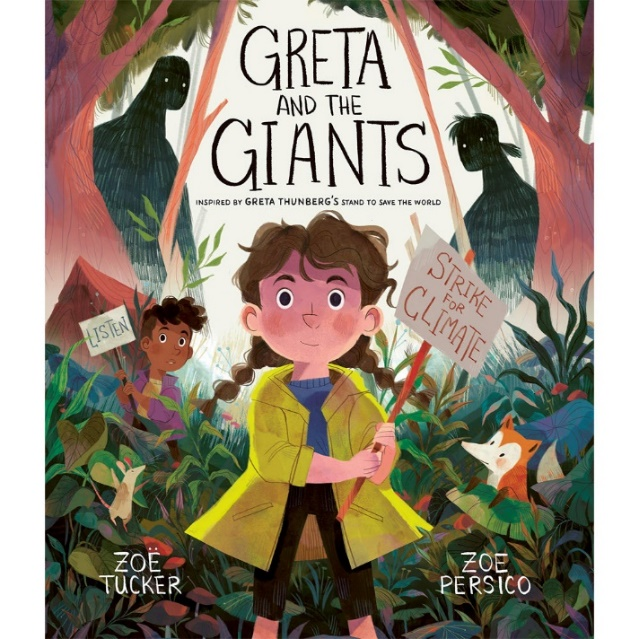 GRETA
AND THE
GIANTS
INSPIRED BY GRETA THUNBERG'S STAND TO SAVE THE WORLD
STRIKE
FOR
CLIMATE
LISTEN
ZOË
TUCKER
ZOE
PERSICO